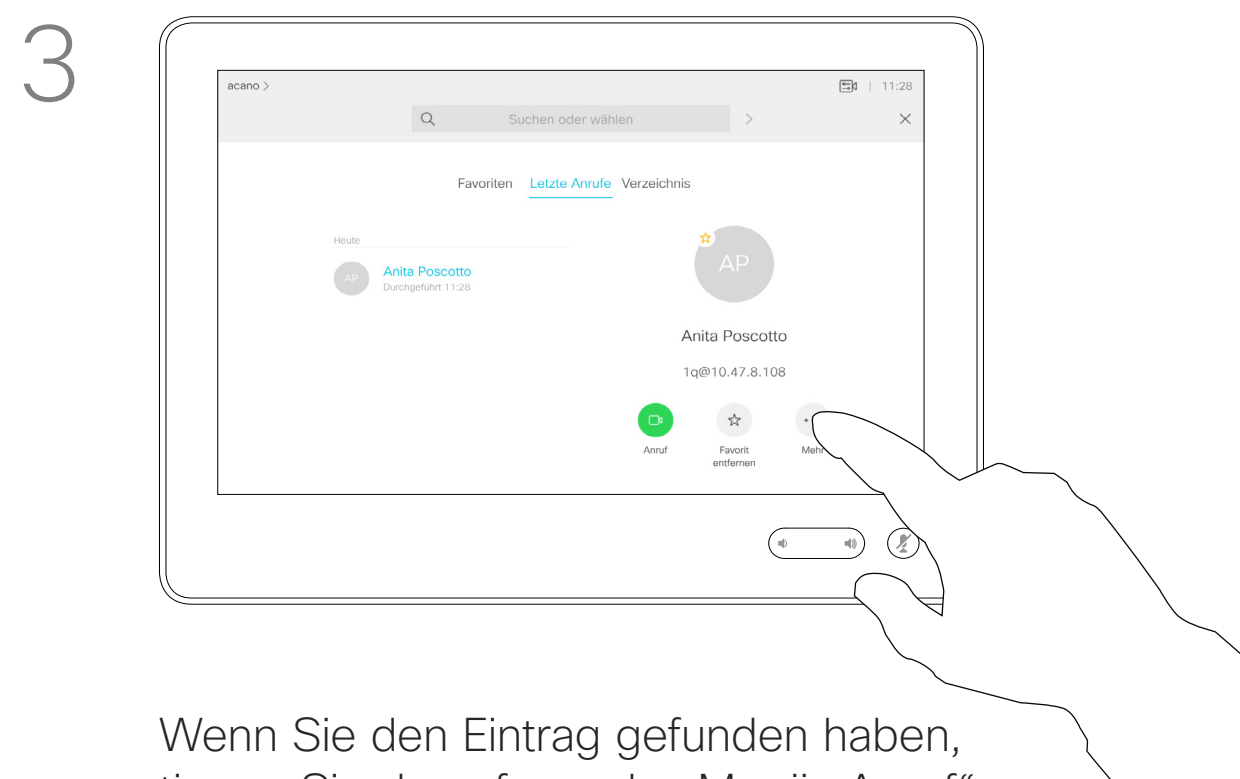 3
acano >
11:28
Suchen oder wählen
Favoriten Letzte Anrufe Verzeichnis
Heute
AP
Anita Poscotto
Durchgeführt 11:28
AP
Anita Poscotto
1q@10.47.8.108
Anruf
Favorit
entfernen
Mehr
Wenn Sie den Eintrag gefunden haben,